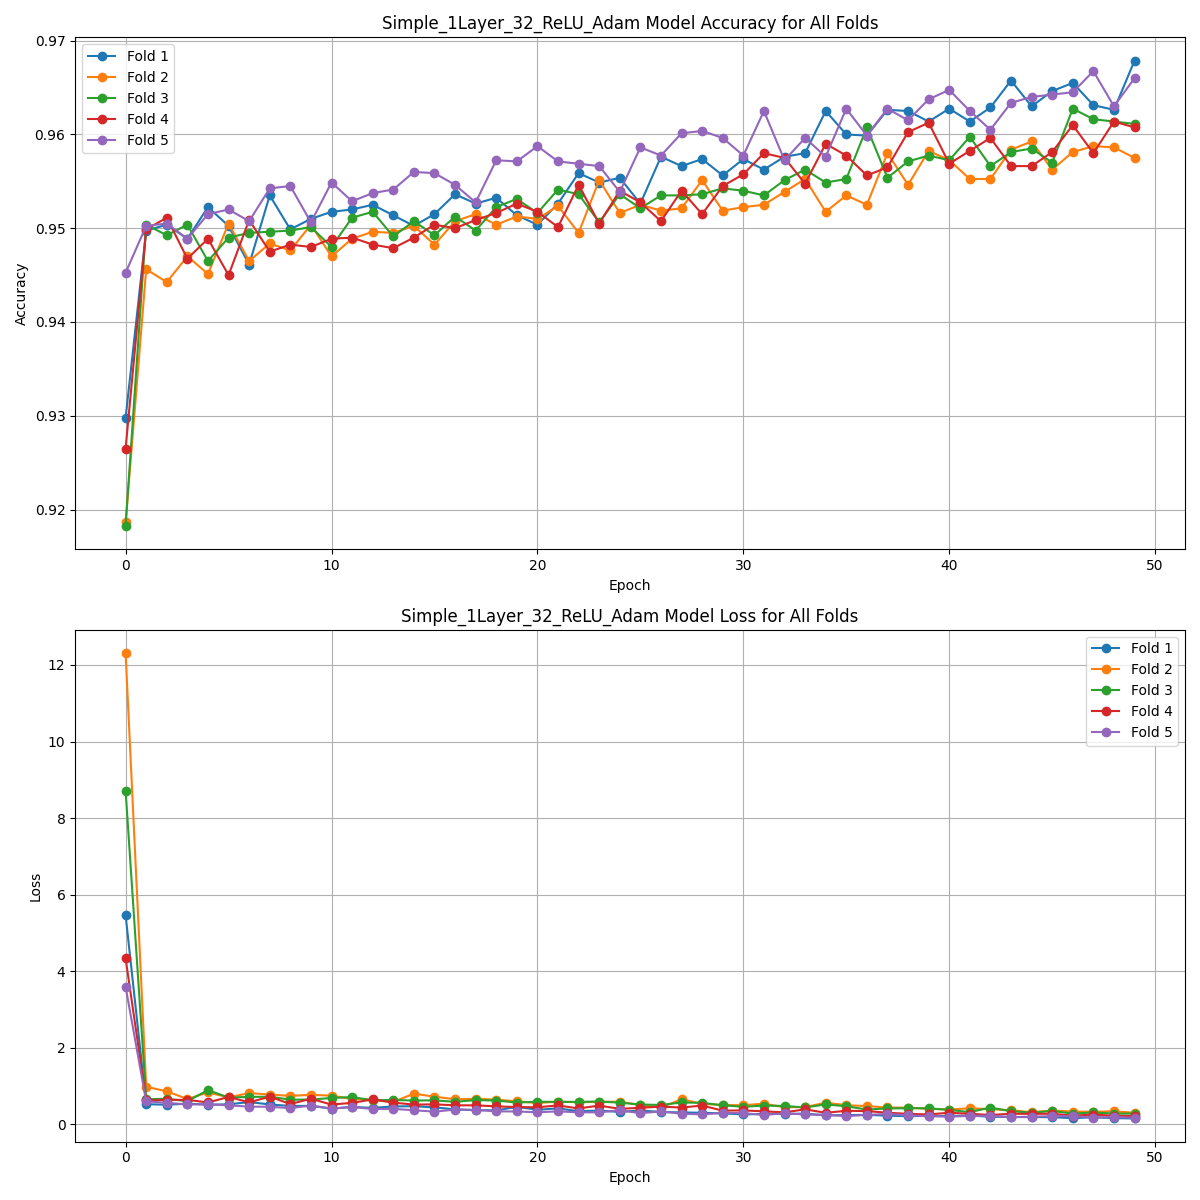 Simple_1Layer_32_ReLU_Adam Model Accuracy for All Folds
0.97
0.96
0.95
0.94
0.93
0.92
Accuracy
Fold 1
Fold 2
Fold 3
Fold 4
Fold 5
0 10 20 30 40 50
Epoch
Simple_1Layer_32_ReLU_Adam Model Loss for All Folds
12
10
8
6
4
2
0
Loss
Fold 1
Fold 2
Fold 3
Fold 4
Fold 5
0 10 20 30 40 50
Epoch